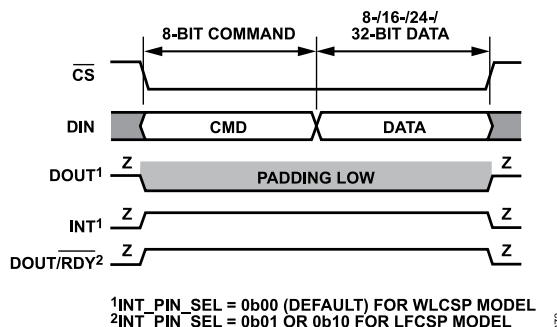 8-BIT COMMAND
8-/16-/24-/
32-BIT DATA
CS
DIN
CMD
DATA
DOUT1
Z
PADDING LOW
Z
INT1
Z
Z
DOUT/RDY2
Z
Z
1INT_PIN_SEL = 0b00 (DEFAULT) FOR WLCSP MODEL
2INT_PIN_SEL = 0b01 OR 0b10 FOR LFCSP MODEL